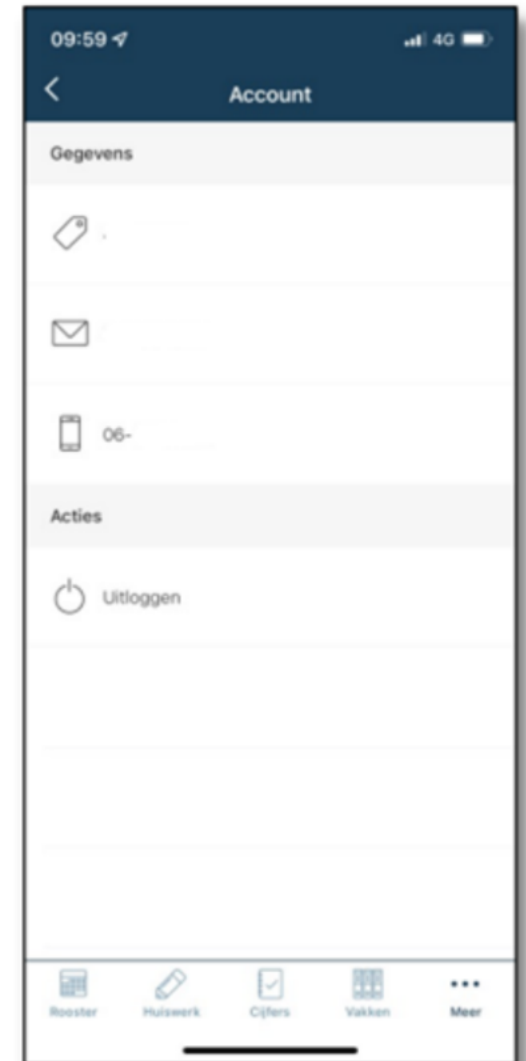 09:59
4G
Account
Gegevens
06-
Acties
Uitloggen
Rooster Huiswerk Cijfers Vakken Meer